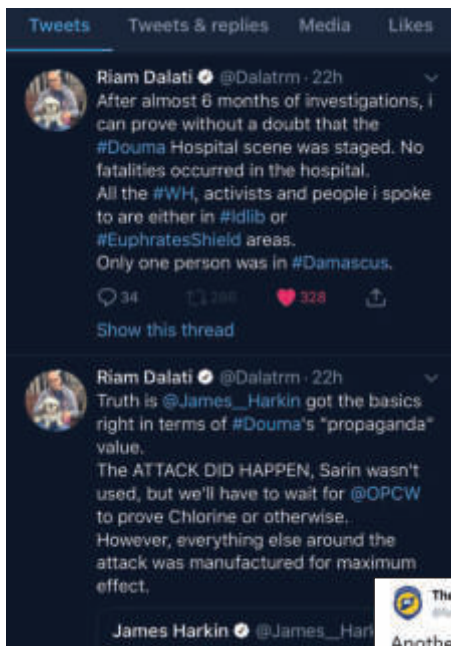 Tweets Tweets & replies Media Likes
Riam Dalati @Dalatrm · 22h
After almost 6 months of investigations, i
can prove without a doubt that the
#Douma Hospital scene was staged. No
fatalities occurred in the hospital.
All the #WH, activists and people i spoke
to are either in #Idlib or
#EuphratesShield areas.
Only one person was in #Damascus.
34 328
Show this thread
Riam Dalati @Dalatrm · 22h
Truth is @James__Harkin got the basics
right in terms of #Douma's "propaganda"
value.
The ATTACK DID HAPPEN, Sarin wasn't
used, but we'll have to wait for @OPCW
to prove Chlorine or otherwise.
However, everything else around the
attack was manufactured for maximum
effect.
The
James Harkin @James__Har
Anothe